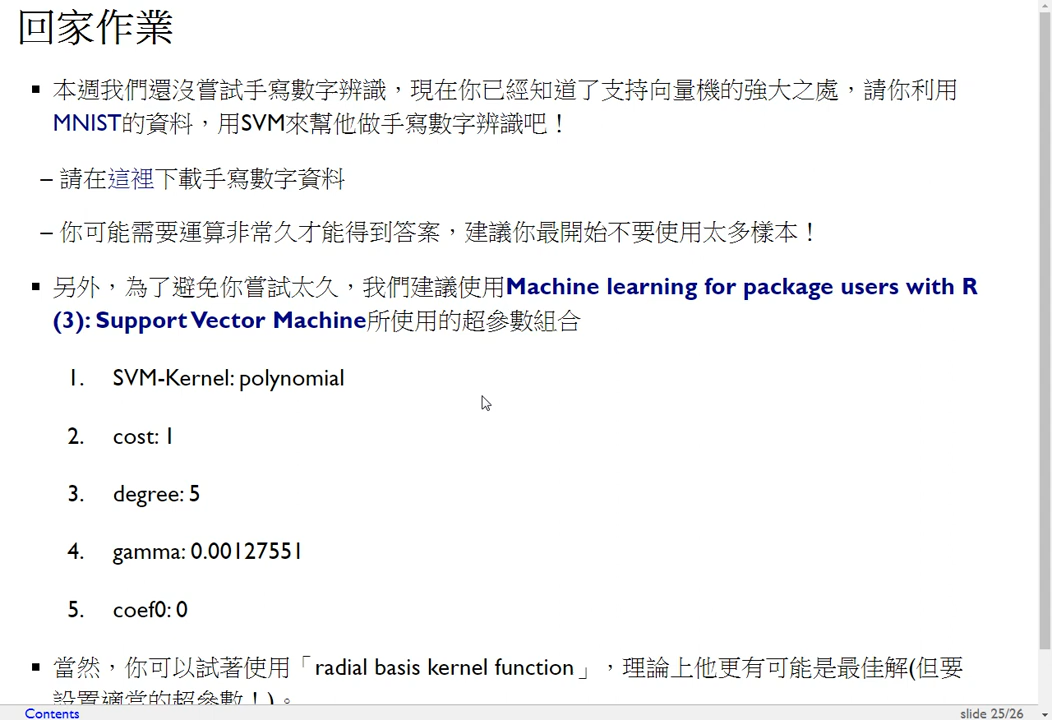 回家作業
▪ 本週我們還沒嘗試手寫數字辨識，現在你已經知道了支持向量機的強大之處，請你利用
MNIST的資料，用SVM來幫他做手寫數字辨識吧！
– 請在這裡下載手寫數字資料
– 你可能需要運算非常久才能得到答案，建議你最開始不要使用太多樣本！
▪ 另外，為了避免你嘗試太久，我們建議使用Machine learning for package users with R
(3): Support Vector Machine所使用的超參數組合
1. SVM-Kernel: polynomial
2. cost: 1
3. degree: 5
4. gamma: 0.00127551
5. coef0: 0
▪ 當然，你可以試著使用「radial basis kernel function」，理論上他更有可能是最佳解(但要
設置適當的超參數！)。
Contents
slide 25/26